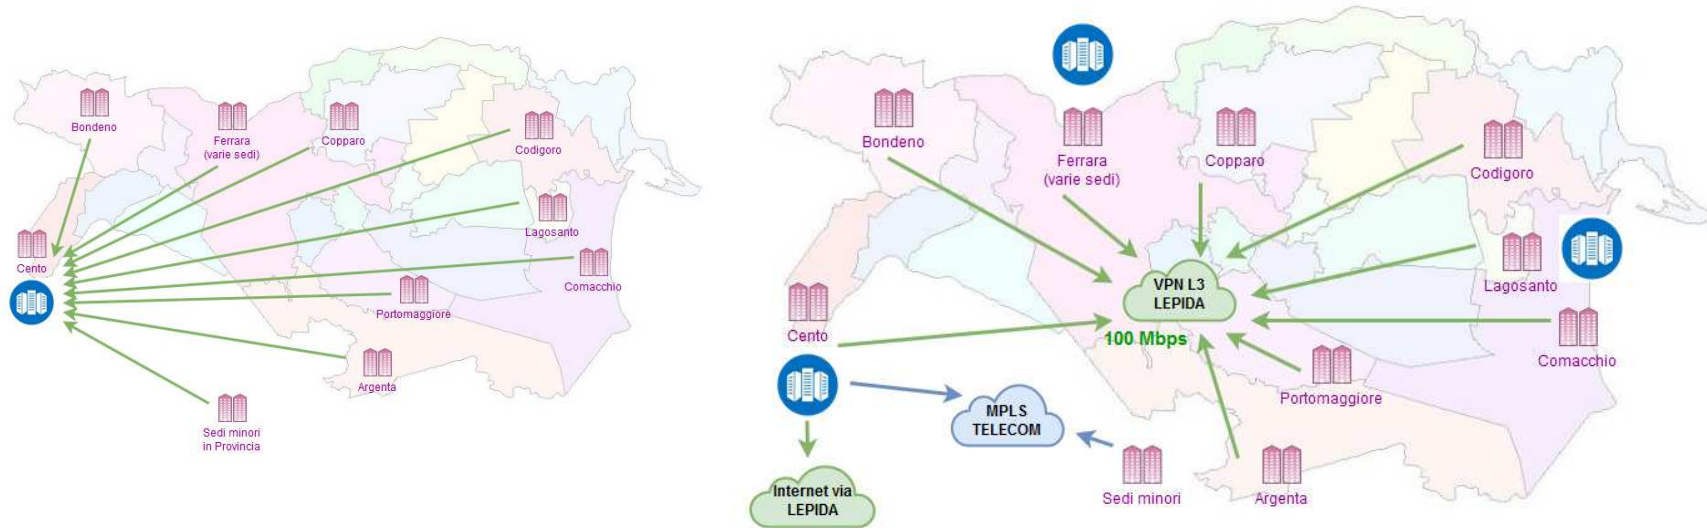 Bondeno
Ferrara
(varie sedi)
Copparo
Codigoro
Lagosanto
Cento
Comacchio
Portomaggiore
Argenta
Sedi minori
in Provincia
Bondeno
Ferrara
(varie sedi)
Copparo
Codigoro
VPN L3
LEPIDA
Lagosanto
Cento
100 Mbps
Comacchio
Portomaggiore
MPLS
TELECOM
Internet via
LEPIDA
Sedi minori
Argenta